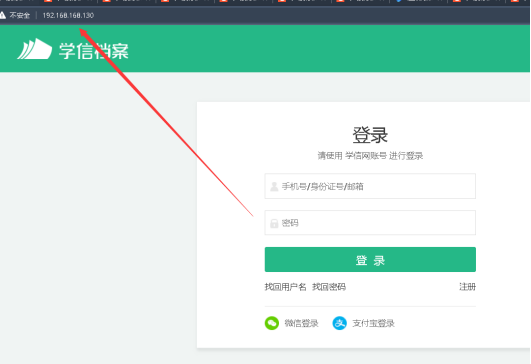 不安全 192.168.168.130
学信档案
登录
请使用 学信网账号 进行登录
手机号/身份证号/邮箱
密码
登 录
找回用户名 找回密码 注册
微信登录 支付宝登录